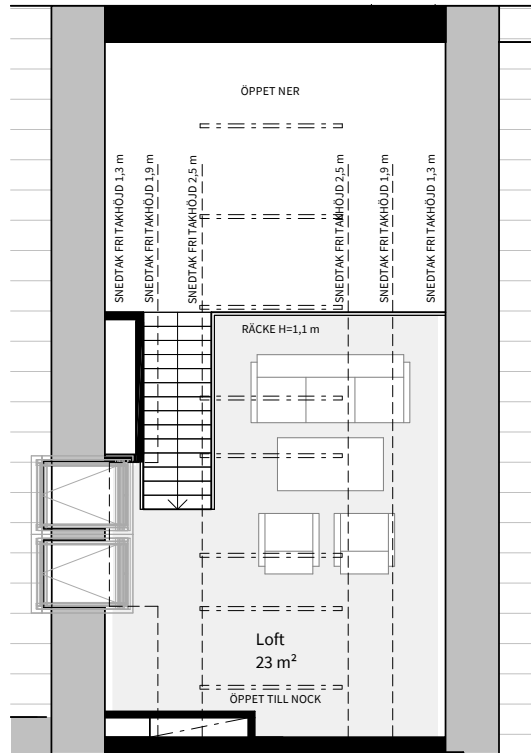 ÖPPET NER
SNEDTAK FRI TAKHÖJD 1,3 m
SNEDTAK FRI TAKHÖJD 1,9 m
SNEDTAK FRI TAKHÖJD 2,5 m
SNEDTAK FRI TAKHÖJD 2,5 m
SNEDTAK FRI TAKHÖJD 1,9 m
SNEDTAK FRI TAKHÖJD 1,3 m
RÄCKE H=1,1 m
Loft
23 m²
ÖPPET TILL NOCK